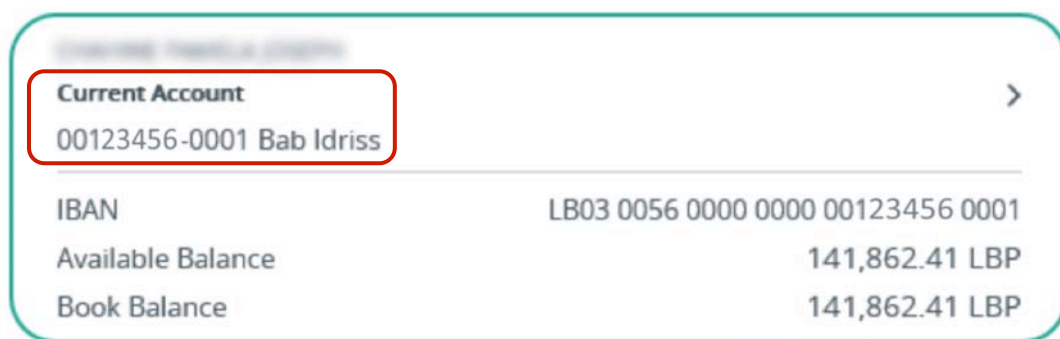 Current Account
00123456-0001 Bab Idriss
IBAN LB03 0056 0000 0000 00123456 0001
Available Balance 141,862.41 LBP
Book Balance 141,862.41 LBP